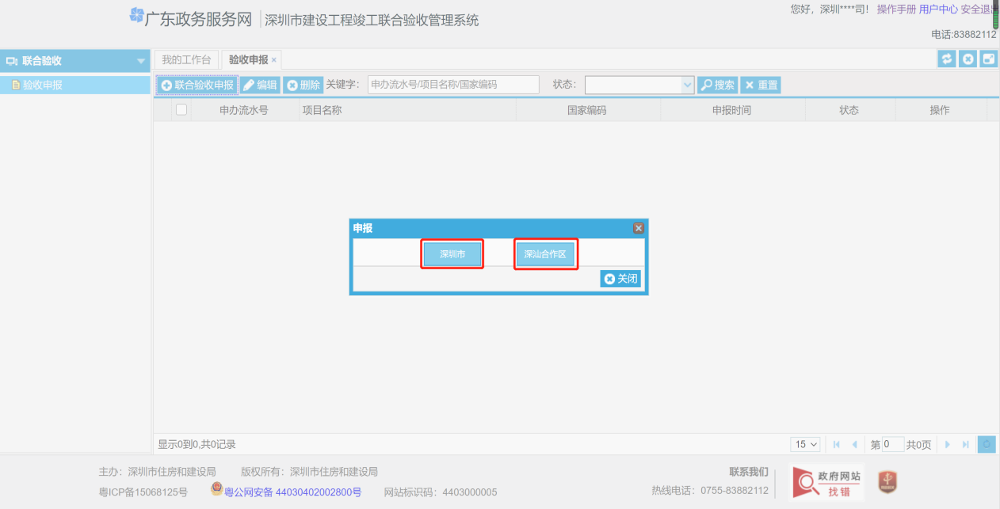 广东政务服务网 深圳市建设工程竣工联合验收管理系统
您好，深圳****司！ 操作手册 用户中心 安全退出
电话:83882112
联合验收
我的工作台 验收申报 ×
验收申报
联合验收申报 编辑 删除 关键字： 申办流水号/项目名称/国家编码 状态： 搜索 重置
申办流水号 项目名称 国家编码 申报时间 状态 操作
申报
深圳市 深汕合作区
关闭
显示0到0,共0记录
15 第 0 共0页
主办：深圳市住房和建设局 版权所有：深圳市住房和建设局
粤ICP备15068125号 粤公网安备 44030402002800号 网站标识码：4403000005
联系我们
热线电话：0755-83882112
政府网站
找错